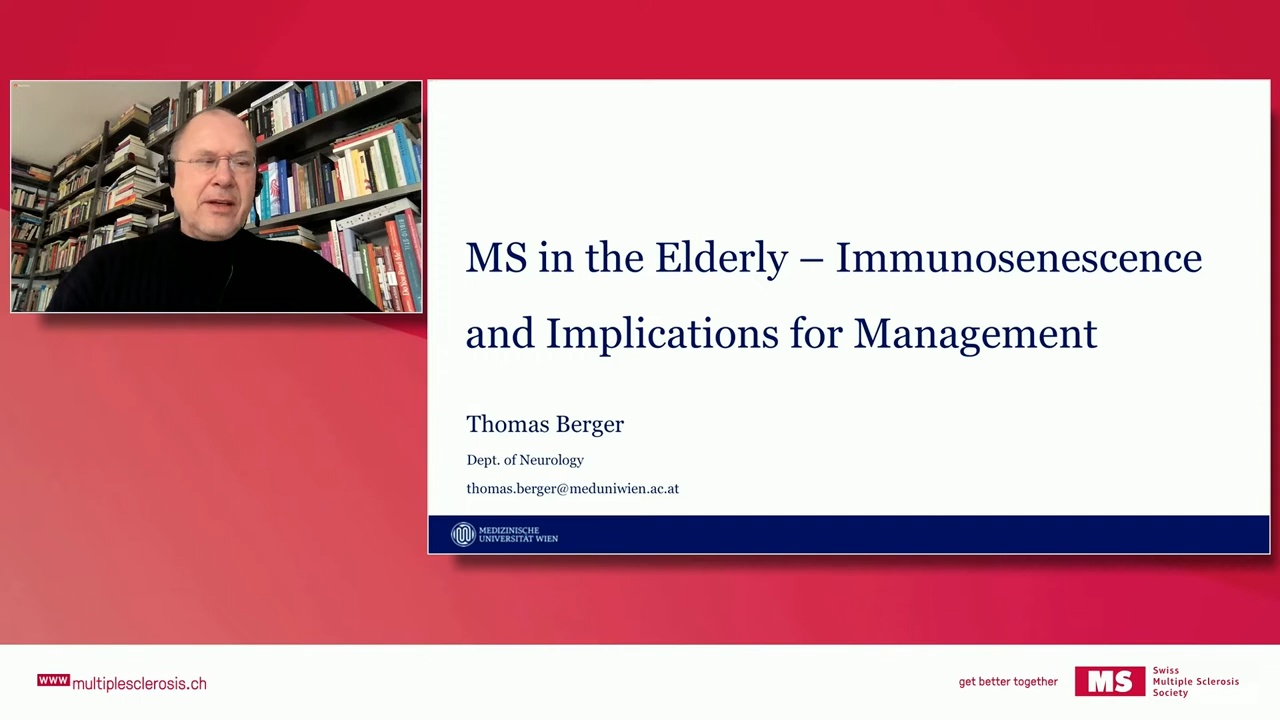 MS in the Elderly – Immunosenescence
and Implications for Management
Thomas Berger
Dept. of Neurology
thomas.berger@meduniwien.ac.at
MEDIZINISCHE
UNIVERSITÄT WIEN
www multiplesclerosis.ch
get better together
MS
Swiss
Multiple Sclerosis
Society